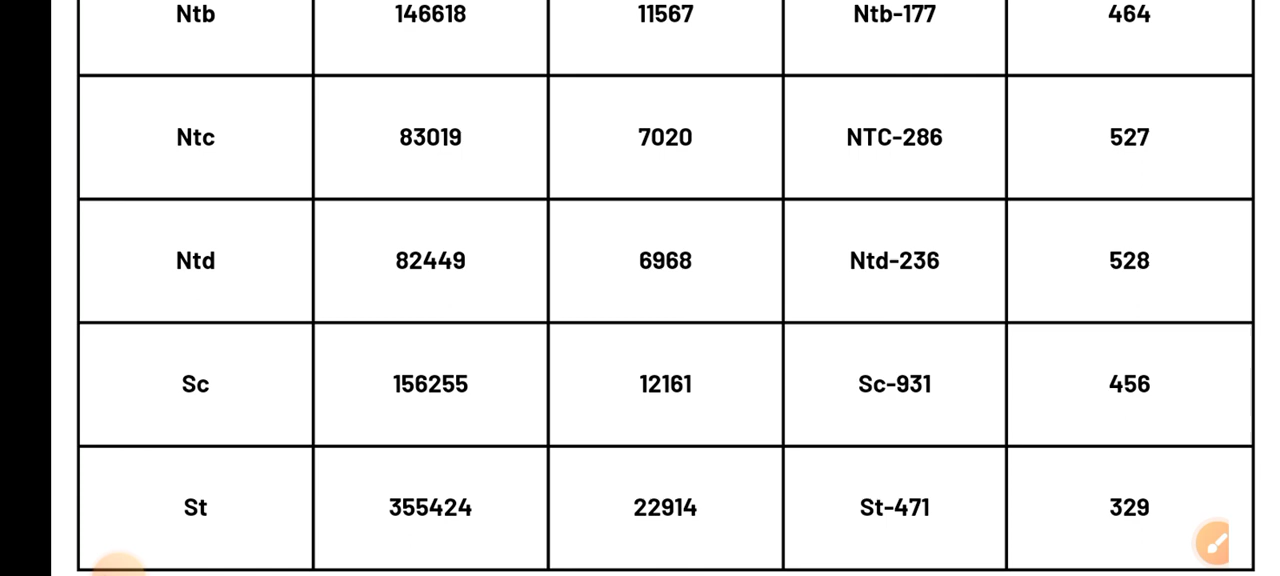 Ntb 146618 11567 Ntb-177 464
Ntc 83019 7020 NTC-286 527
Ntd 82449 6968 Ntd-236 528
Sc 156255 12161 Sc-931 456
St 355424 22914 St-471 329